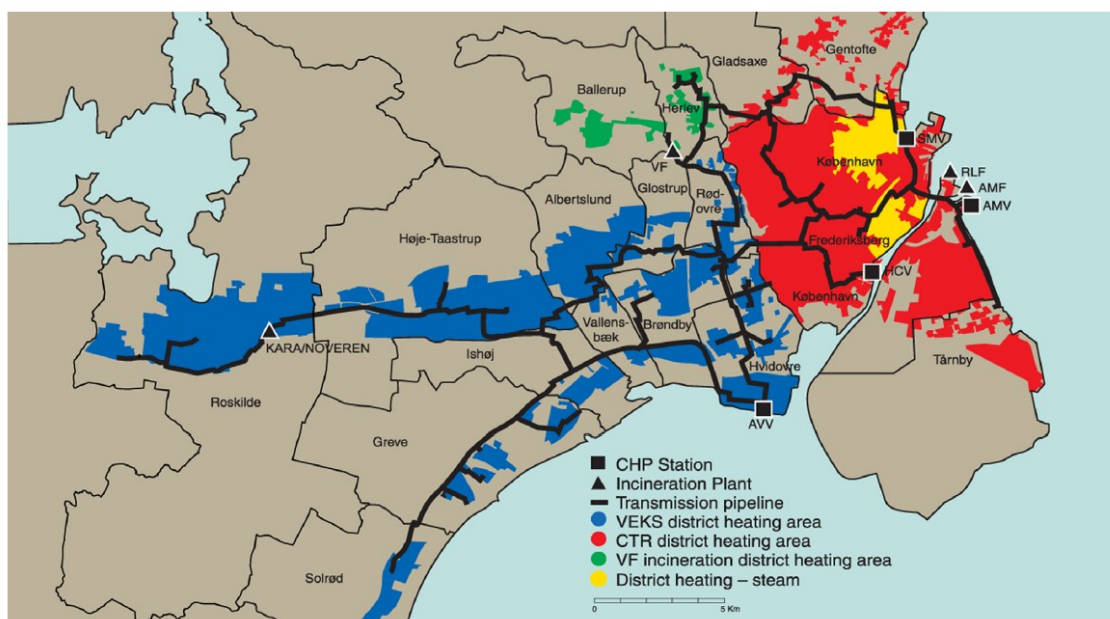 Gentofte
Gladsaxe
Ballerup
Herlev
SMV
København
VF
RLF
Glostrup
AMF
Rød-
ovre
Albertslund
AMV
Høje-Taastrup
Frederiksberg
HCV
København
Vallens-
bæk
Brøndby
KARA/NOVEREN
Ishøj
Tårnby
Hvidovre
Roskilde
AVV
Greve
CHP Station
Incineration Plant
Transmission pipeline
VEKS district heating area
CTR district heating area
VF incineration district heating area
District heating – steam
Solrød
0 5 Km